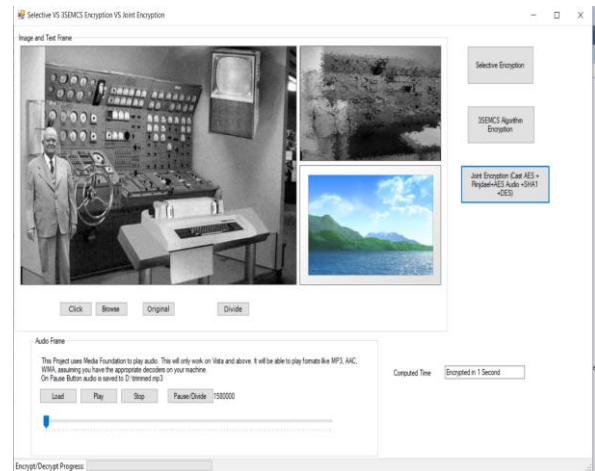 Selective VS 3SEMCS Encryption VS Joint Encryption
Image and Text Frame
Selective Encryption
3SEMCS Algorithm
Encryption
Joint Encryption (Cast AES +
Rinjdael+AES Audio +SHA1
+DES)
Click
Browse
Original
Divide
Audio Frame
This Project uses Media Foundation to play audio. This will only work on Vista and above. It will be able to play formats like MP3, AAC,
WMA, assuming you have the appropriate decoders on your machine.
On Pause Button audio is saved to D:\trimmed.mp3
Load
Play
Stop
Pause/Divide
1580000
Computed Time
Encrypted in 1 Second
Encrypt/Decrypt Progress: